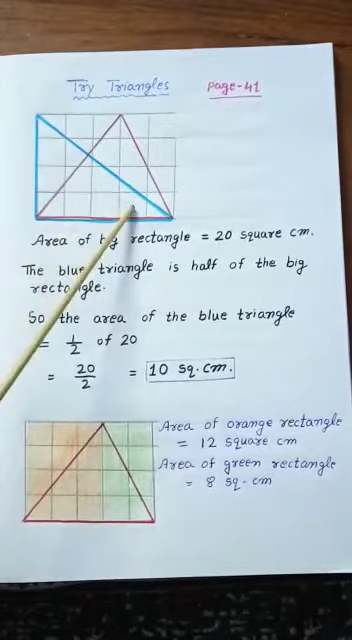 Try Triangles
Page-41
Area of big rectangle = 20 square cm.
The blue triangle is half of the big
rectangle.
So the area of the blue triangle
= 1/2 of 20
= 20/2 = 10 sq.cm.
Area of orange rectangle
= 12 square cm
Area of green rectangle
= 8 sq.cm